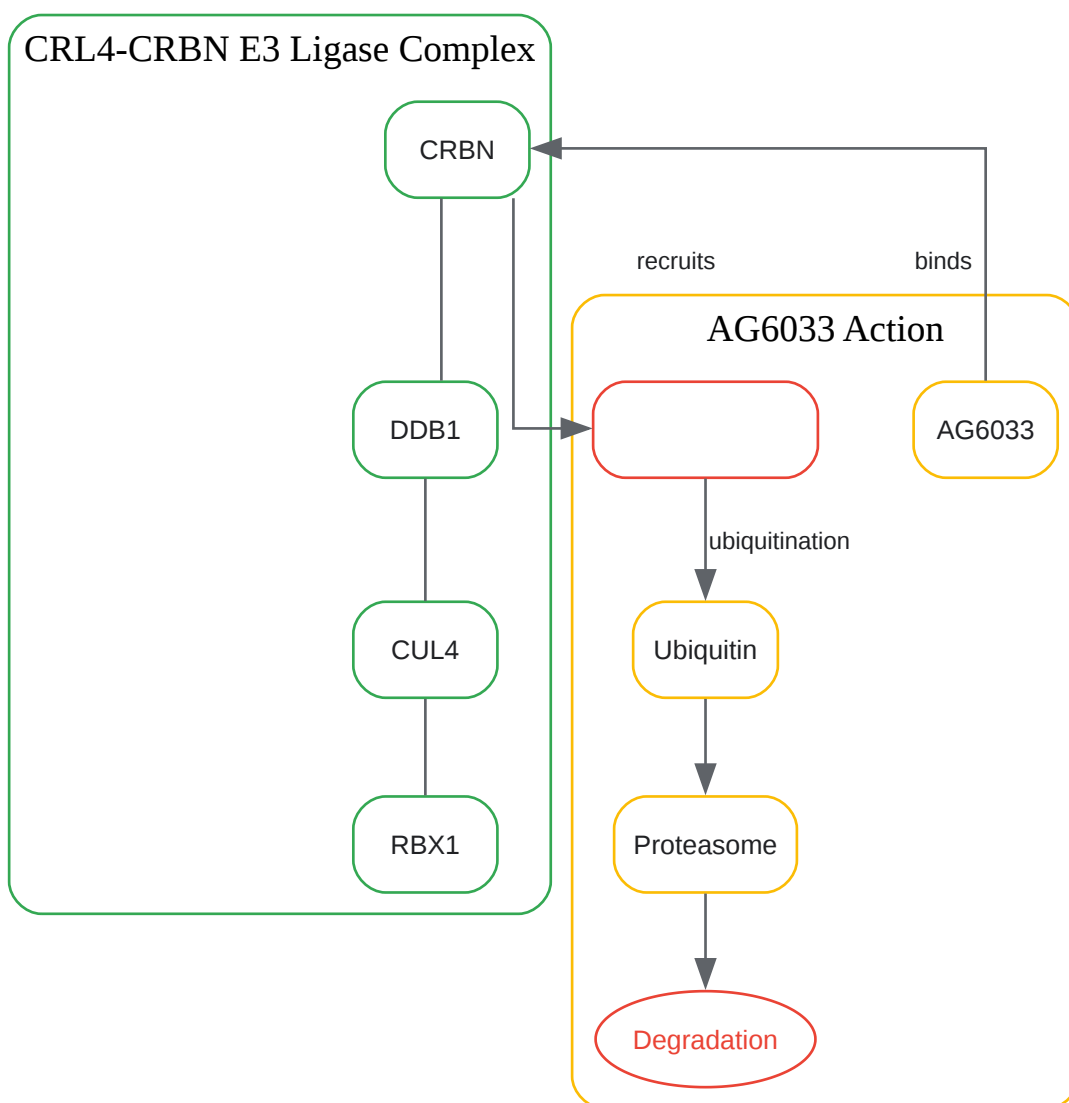 CRL4-CRBN E3 Ligase Complex
CRBN
recruits
binds
AG6033 Action
DDB1
AG6033
ubiquitination
CUL4
Ubiquitin
RBX1
Proteasome
Degradation